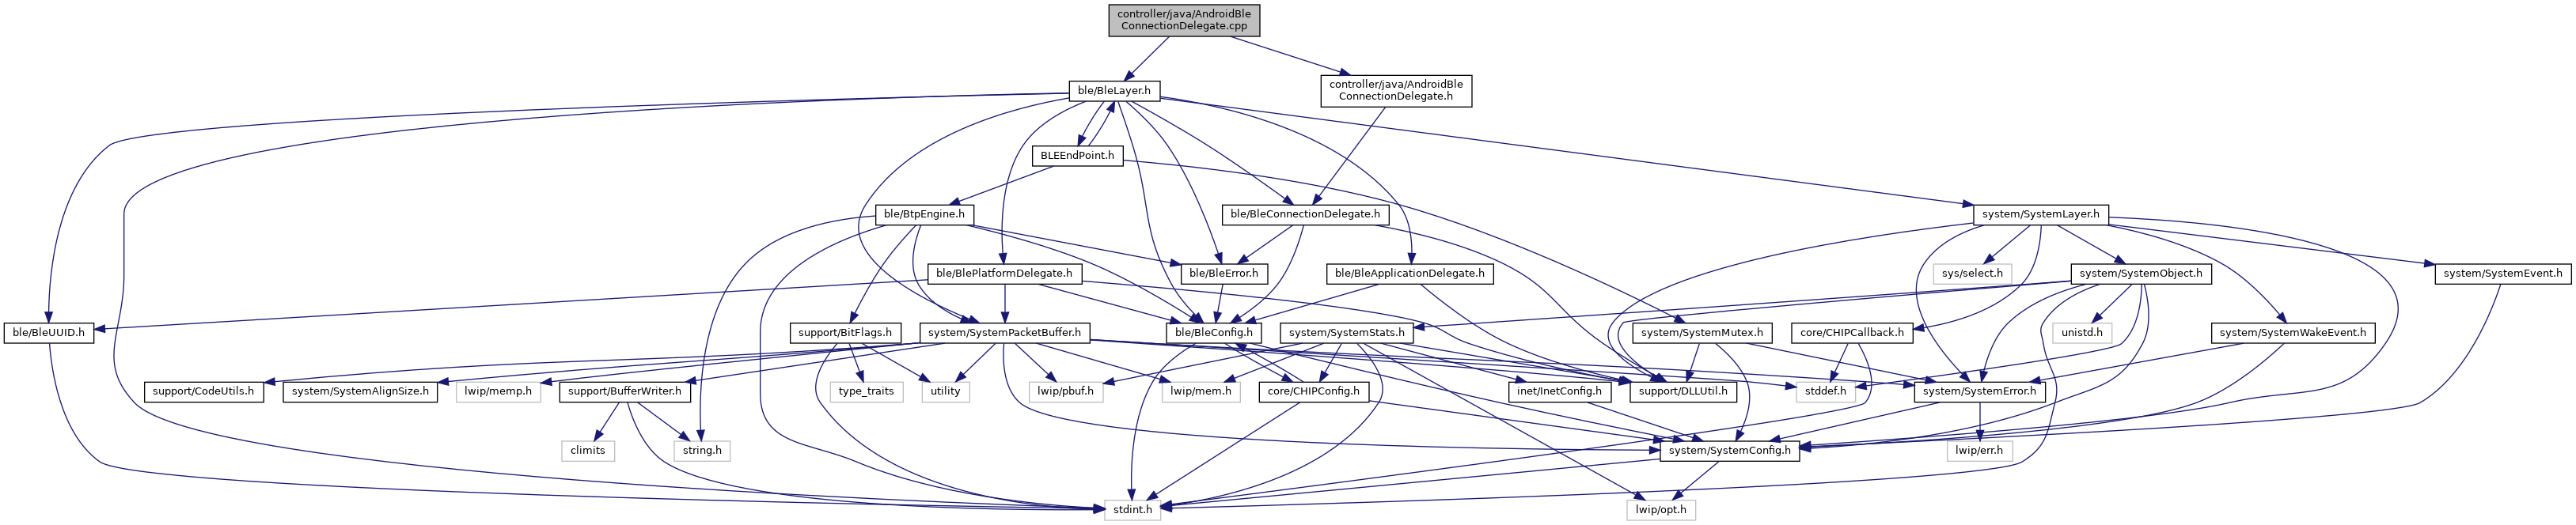 controller/java/AndroidBle
ConnectionDelegate.cpp
ble/BleLayer.h
controller/java/AndroidBle
ConnectionDelegate.h
BLEEndPoint.h
ble/BtpEngine.h
ble/BleConnectionDelegate.h
system/SystemLayer.h
ble/BlePlatformDelegate.h
ble/BleError.h
ble/BleApplicationDelegate.h
sys/select.h
system/SystemObject.h
system/SystemEvent.h
ble/BleUUID.h
support/BitFlags.h
system/SystemPacketBuffer.h
ble/BleConfig.h
system/SystemStats.h
system/SystemMutex.h
core/CHIPCallback.h
unistd.h
system/SystemWakeEvent.h
support/CodeUtils.h
system/SystemAlignSize.h
lwip/memp.h
support/BufferWriter.h
type_traits
utility
lwip/pbuf.h
lwip/mem.h
core/CHIPConfig.h
inet/InetConfig.h
support/DLLUtil.h
stddef.h
system/SystemError.h
climits
string.h
system/SystemConfig.h
lwip/err.h
stdint.h
lwip/opt.h